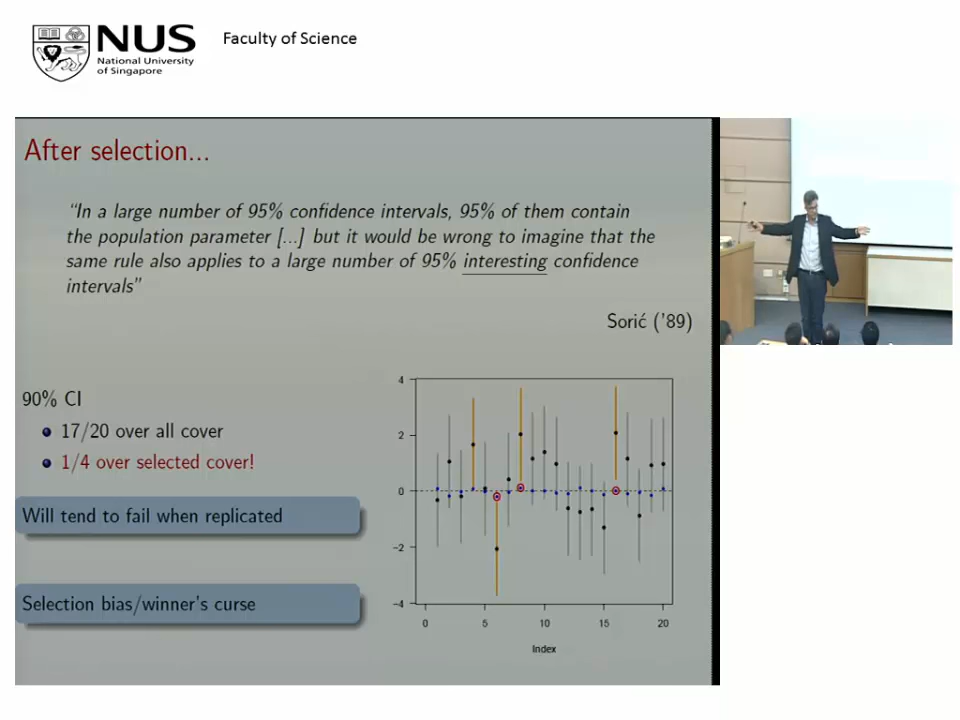 NUS
National University
of Singapore
Faculty of Science
After selection...
“In a large number of 95% confidence intervals, 95% of them contain
the population parameter [...] but it would be wrong to imagine that the
same rule also applies to a large number of 95% interesting confidence
intervals”
Sorić ('89)
90% CI
17/20 over all cover
1/4 over selected cover!
Will tend to fail when replicated
Selection bias/winner's curse
4
2
0
−2
−4
0 5 10 15 20
Index